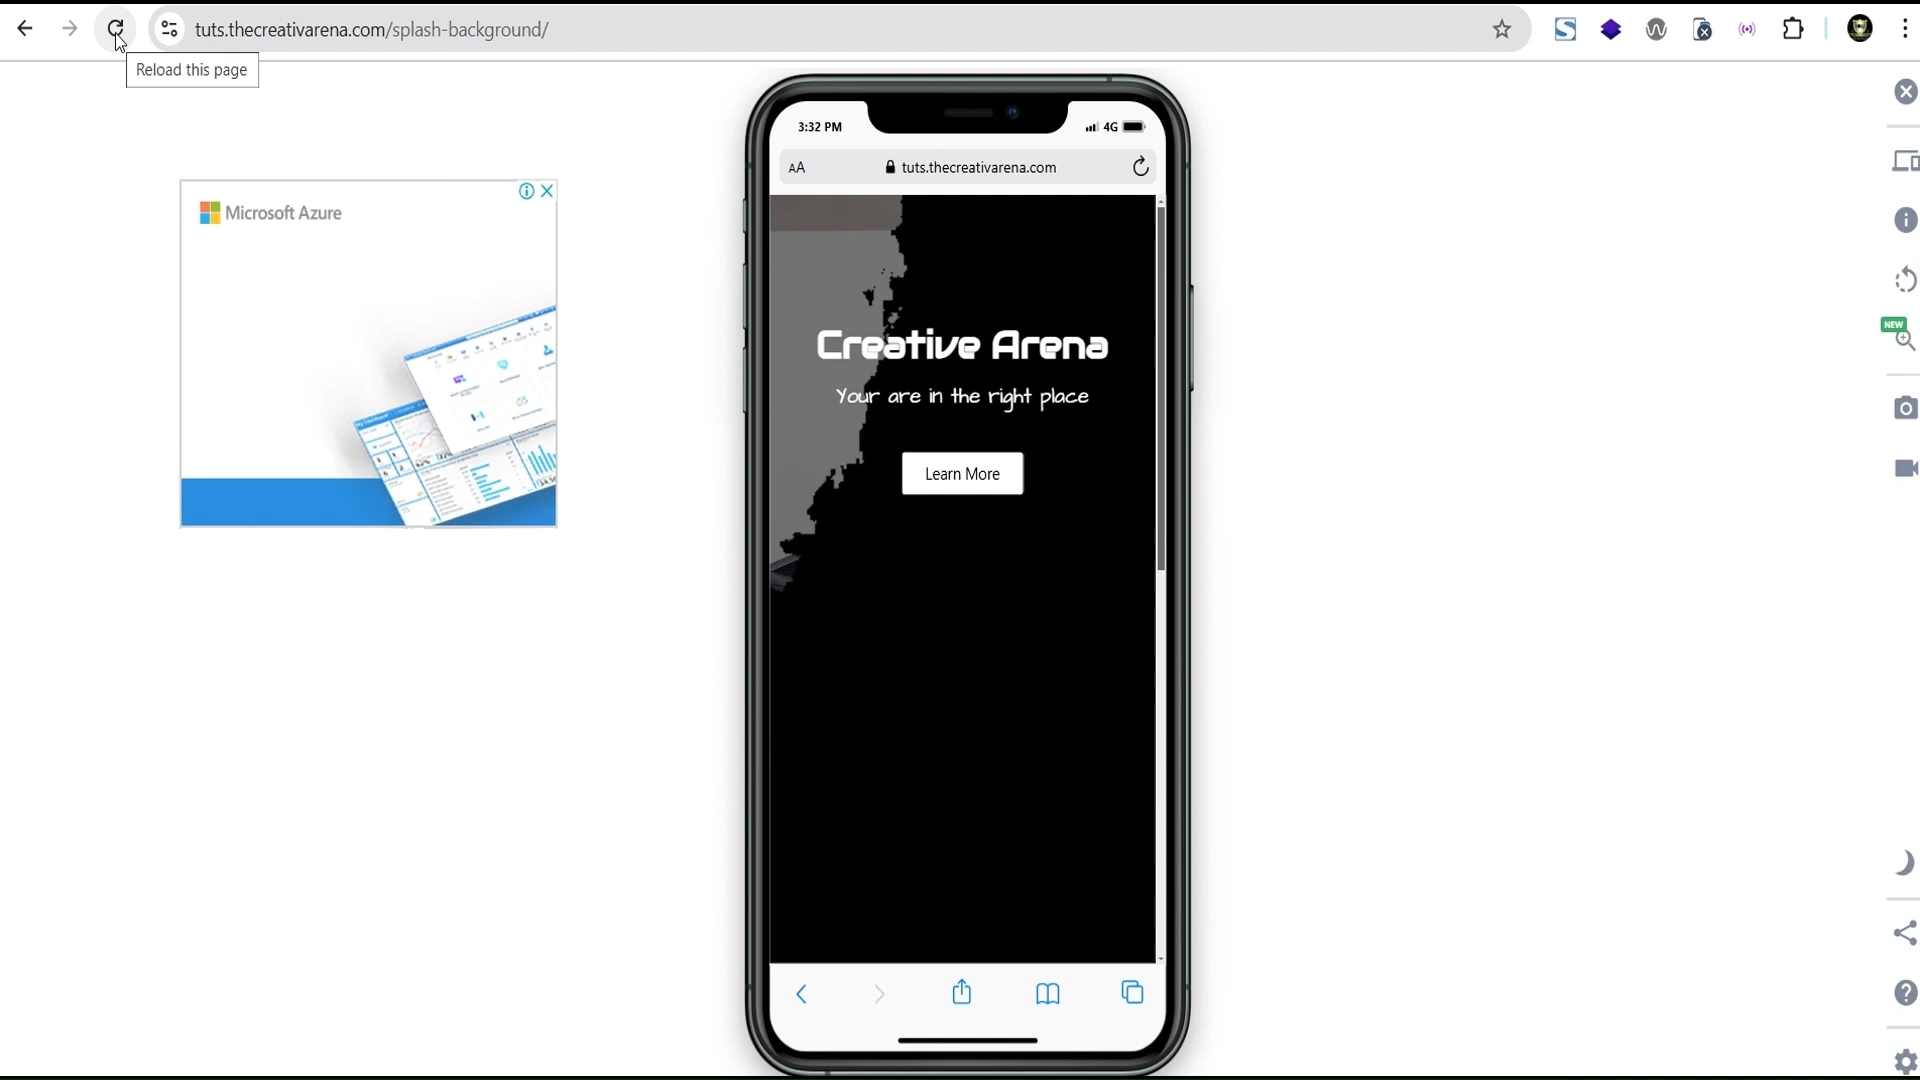 tuts.thecreativarena.com/splash-background/
Reload this page
Microsoft Azure
3:32 PM
4G
AA
tuts.thecreativarena.com
Creative Arena
Your are in the right place
Learn More
NEW